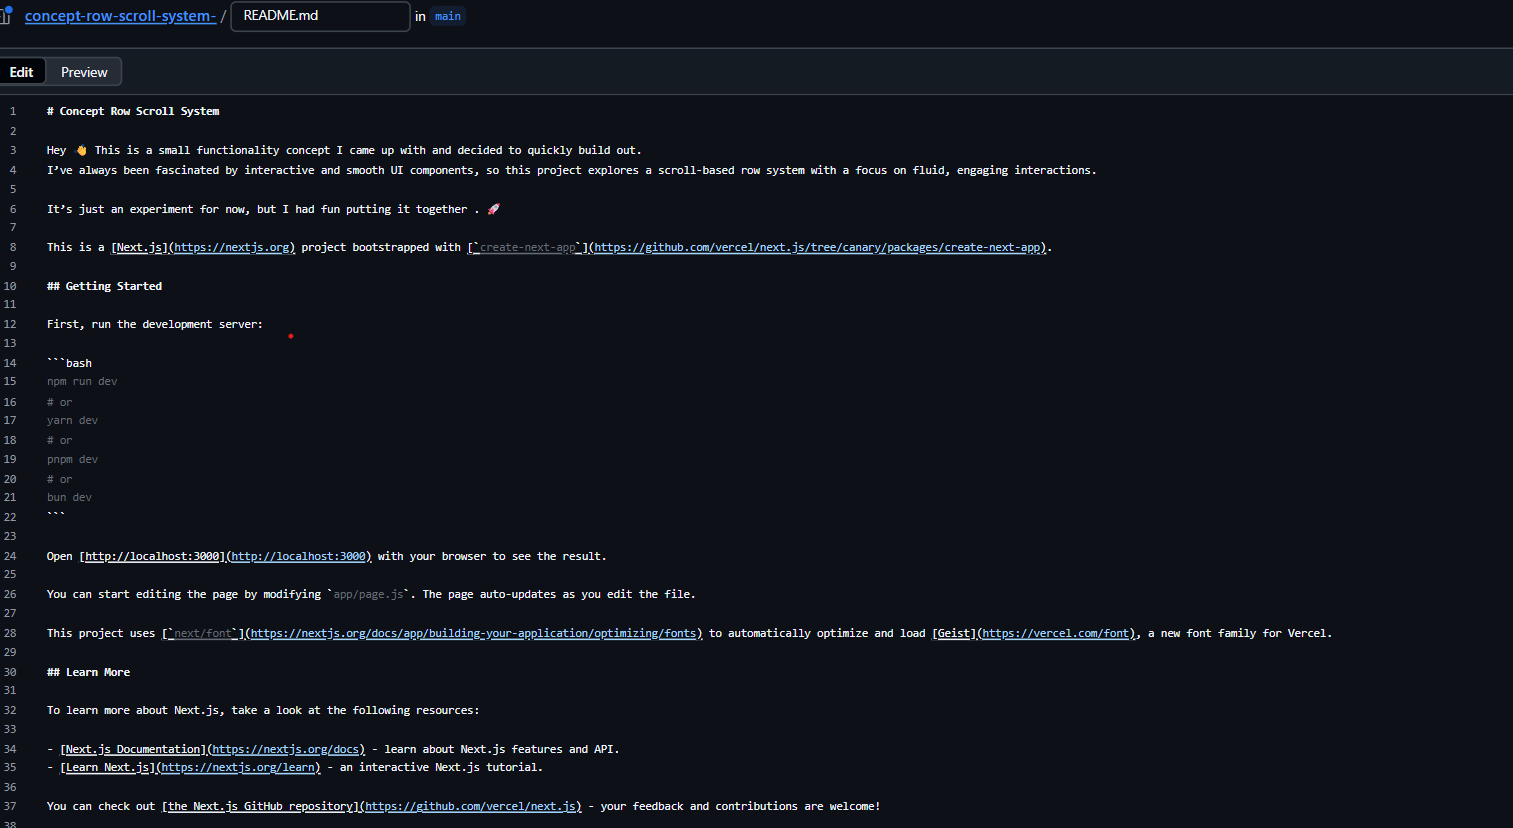 concept-row-scroll-system- / README.md in main
Edit Preview
1 # Concept Row Scroll System
2
3 Hey 👋 This is a small functionality concept I came up with and decided to quickly build out.
4 I’ve always been fascinated by interactive and smooth UI components, so this project explores a scroll-based row system with a focus on fluid, engaging interactions.
5
6 It’s just an experiment for now, but I had fun putting it together . 🚀
7
8 This is a [Next.js](https://nextjs.org) project bootstrapped with [`create-next-app`](https://github.com/vercel/next.js/tree/canary/packages/create-next-app).
9
10 ## Getting Started
11
12 First, run the development server:
13
14 ```bash
15 npm run dev
16 # or
17 yarn dev
18 # or
19 pnpm dev
20 # or
21 bun dev
22 ```
23
24 Open [http://localhost:3000](http://localhost:3000) with your browser to see the result.
25
26 You can start editing the page by modifying `app/page.js`. The page auto-updates as you edit the file.
27
28 This project uses [`next/font`](https://nextjs.org/docs/app/building-your-application/optimizing/fonts) to automatically optimize and load [Geist](https://vercel.com/font), a new font family for Vercel.
29
30 ## Learn More
31
32 To learn more about Next.js, take a look at the following resources:
33
34 - [Next.js Documentation](https://nextjs.org/docs) - learn about Next.js features and API.
35 - [Learn Next.js](https://nextjs.org/learn) - an interactive Next.js tutorial.
36
37 You can check out [the Next.js GitHub repository](https://github.com/vercel/next.js) - your feedback and contributions are welcome!
38